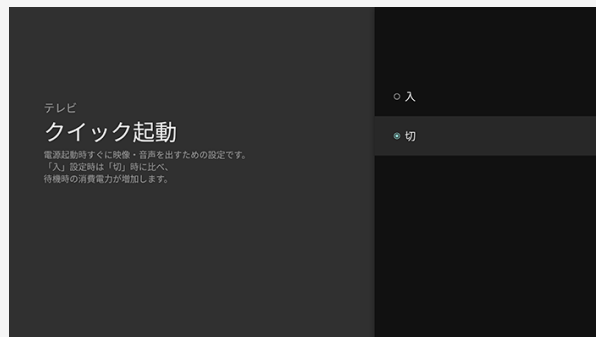 テレビ
クイック起動
電源起動時すぐに映像・音声を出すための設定です。
「入」設定時は「切」時に比べ、
待機時の消費電力が増加します。
入
切